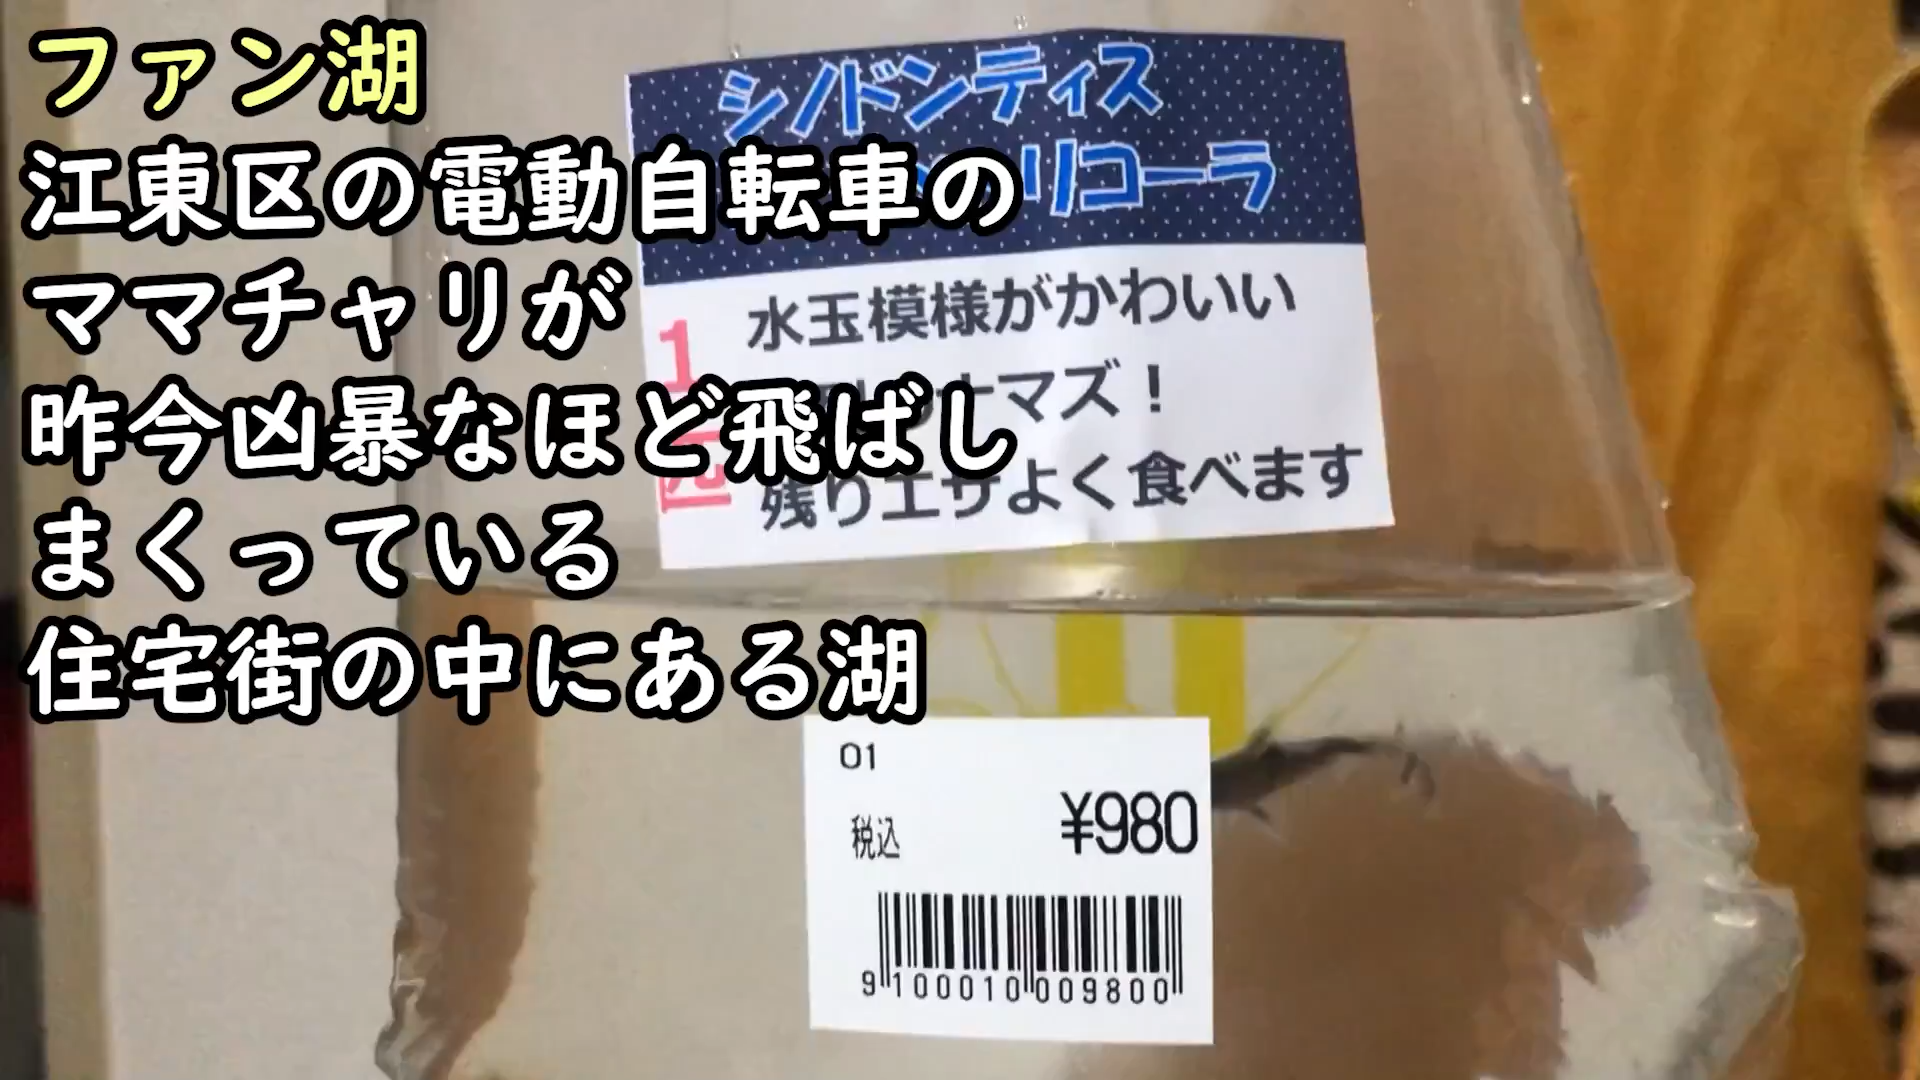 ファン湖
江東区の電動自転車の
ママチャリが
昨今凶暴なほど飛ばし
まくっている
住宅街の中にある湖
シノドンティス
リコーラ
水玉模様がかわいい
ナマズ!
残りエサよく食べます
1
匹
01
税込 ¥980
9100010009800